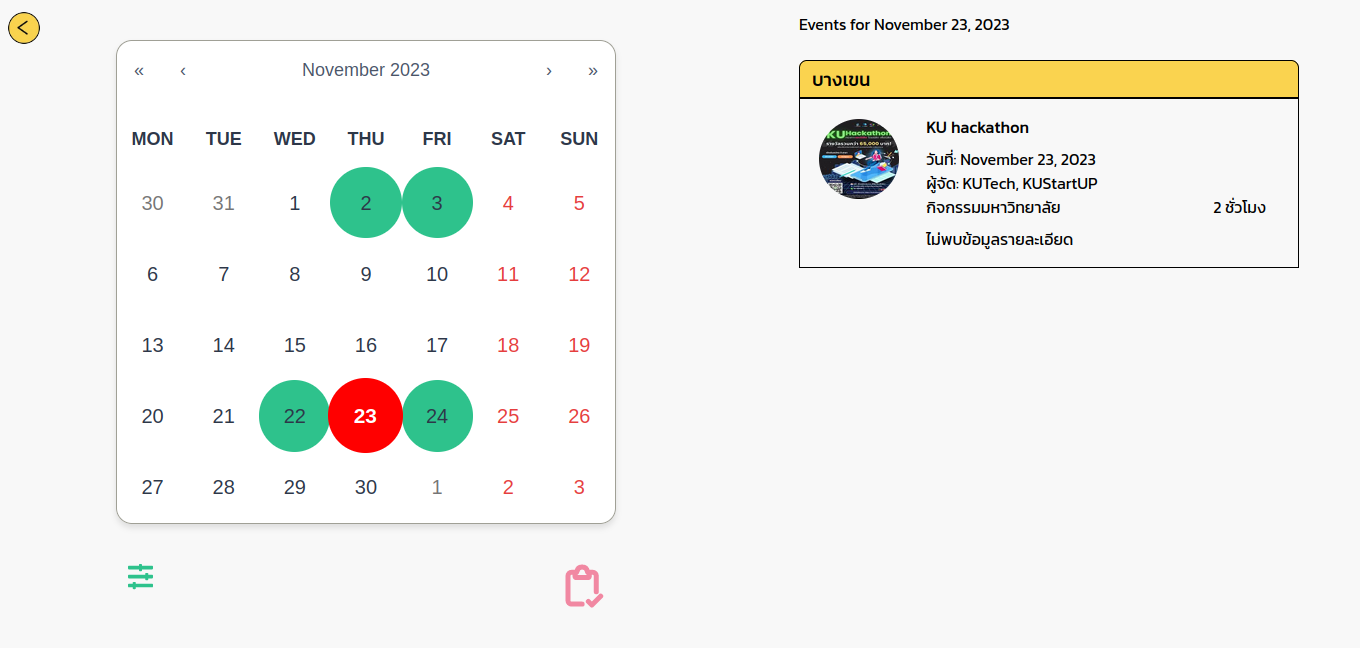 « ‹ November 2023 › »
MON TUE WED THU FRI SAT SUN
30 31 1 2 3 4 5
6 7 8 9 10 11 12
13 14 15 16 17 18 19
20 21 22 23 24 25 26
27 28 29 30 1 2 3
Events for November 23, 2023
บางเขน
KUHackathon
KU hackathon
วันที่: November 23, 2023
ผู้จัด: KUTech, KUStartUP
กิจกรรมมหาวิทยาลัย 2 ชั่วโมง
ไม่พบข้อมูลรายละเอียด